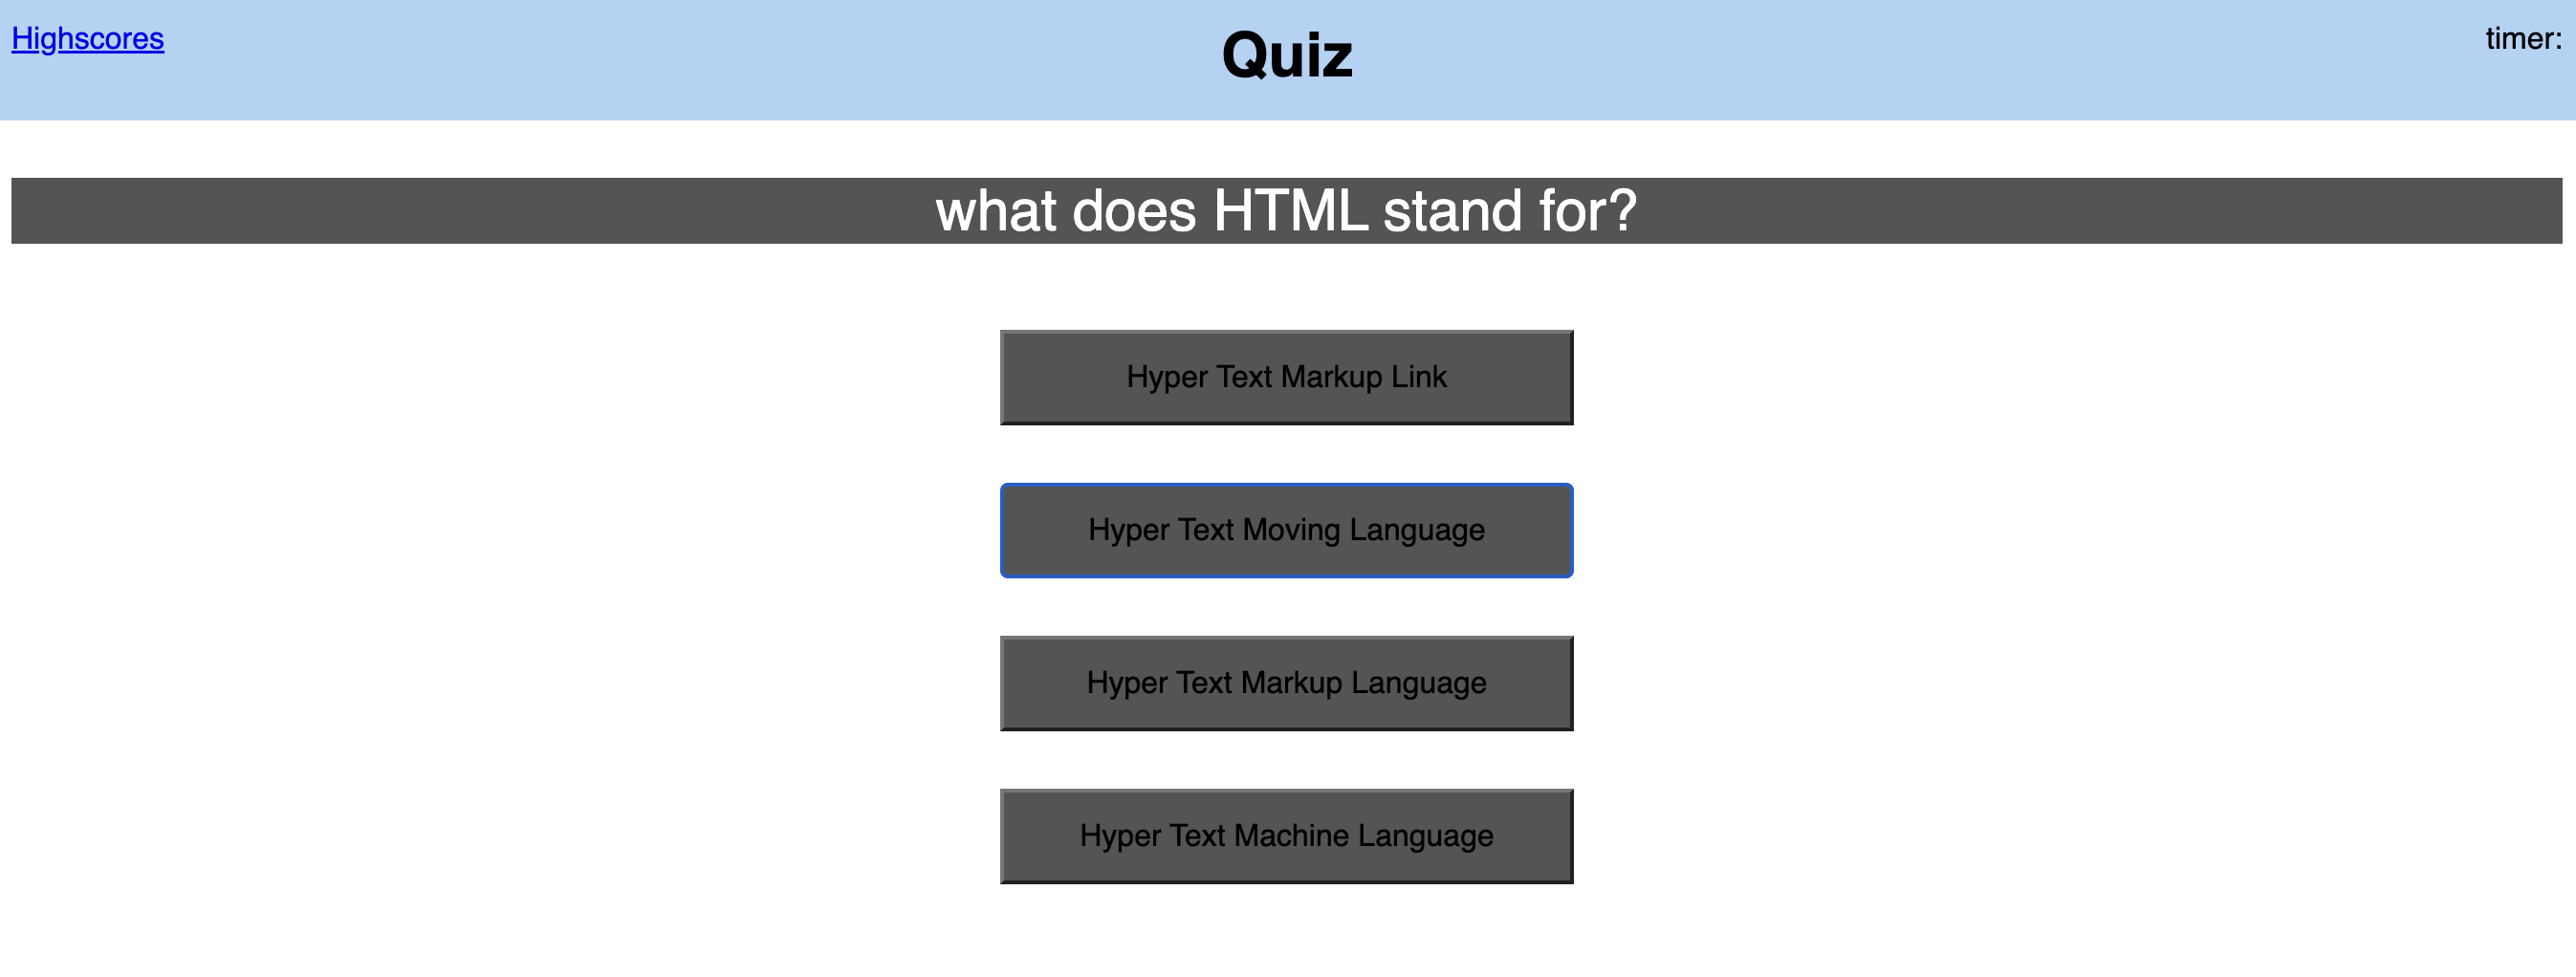 Highscores
Quiz
timer:
what does HTML stand for?
Hyper Text Markup Link
Hyper Text Moving Language
Hyper Text Markup Language
Hyper Text Machine Language